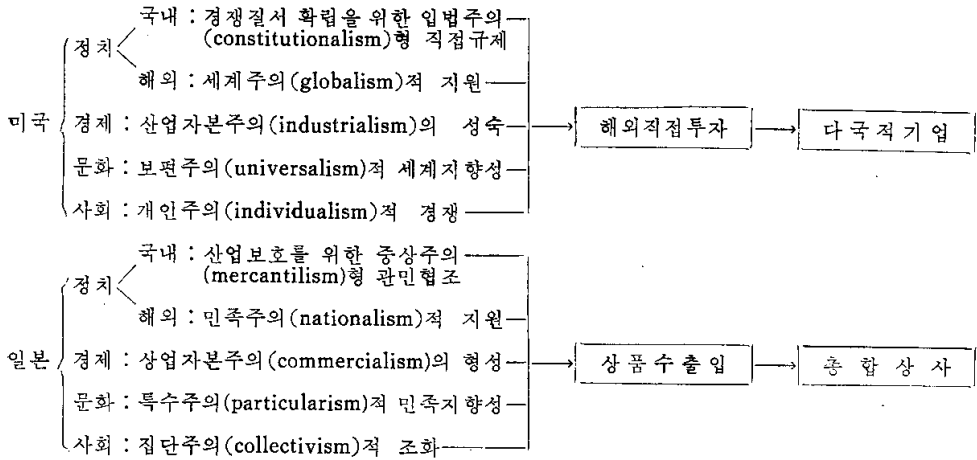 국내 : 경쟁질서 확립을 위한 입법주의
정치
(constitutionalism)형 직접규제
해외 : 세계주의(globalism)적 지원
미국 경제 : 산업자본주의(industrialism)의 성숙 해외직접투자 다국적기업
문화 : 보편주의(universalism)적 세계지향성
사회 : 개인주의(individualism)적 경쟁
국내 : 산업보호를 위한 중상주의
정치
(mercantilism)형 관민협조
해외 : 민족주의(nationalism)적 지원
일본 경제 : 상업자본주의(commercialism)의 형성 상품수출입 종합상사
문화 : 특수주의(particularism)적 민족지향성
사회 : 집단주의(collectivism)적 조화